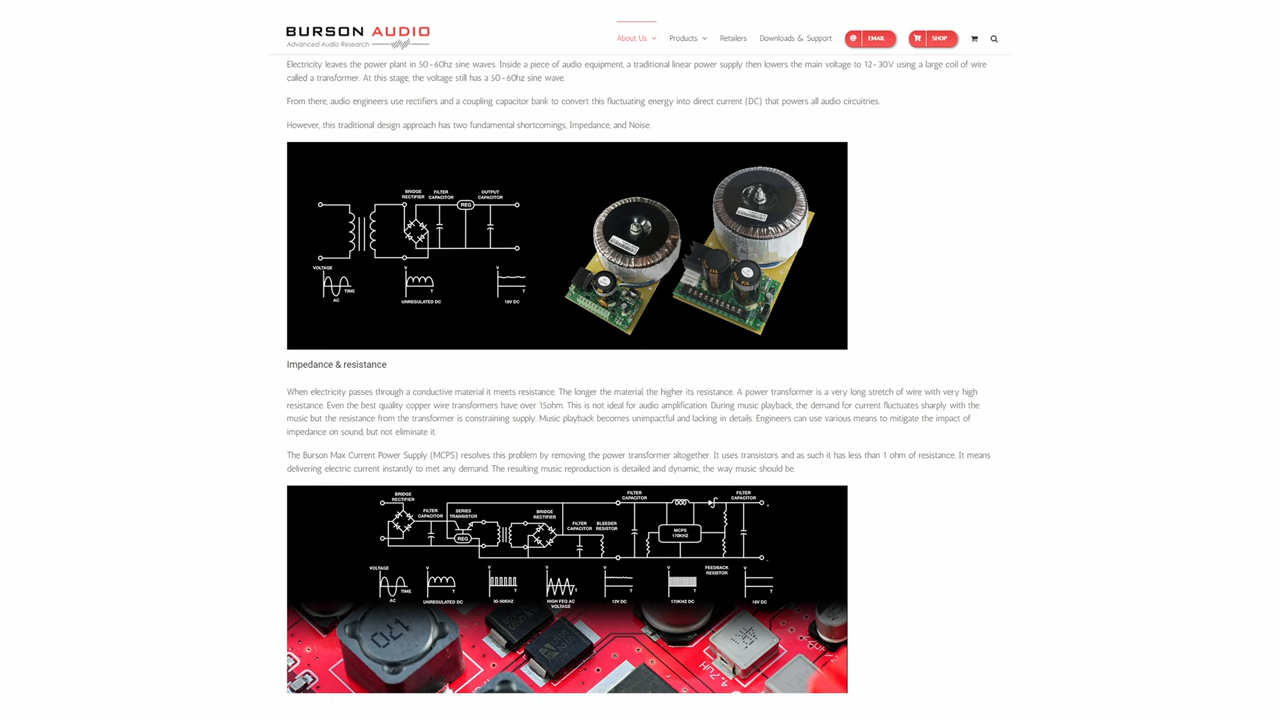 BURSON AUDIO
Advanced Audio Research
About Us
Products
Retailers
Downloads & Support
EMAIL
SHOP
Electricity leaves the power plant in 50-60hz sine waves. Inside a piece of audio equipment, a traditional linear power supply then lowers the main voltage to 12-30V using a large coil of wire
called a transformer. At this stage, the voltage still has a 50-60hz sine wave.
From there, audio engineers use rectifiers and a coupling capacitor bank to convert this fluctuating energy into direct current (DC) that powers all audio circuitries.
However, this traditional design approach has two fundamental shortcomings, Impedance, and Noise.
BRIDGE
RECTIFIER
FILTER
CAPACITOR
OUTPUT
CAPACITOR
REG
VOLTAGE
TIME
AC
V
T
UNREGULATED DC
V
T
15V DC
Impedance & resistance
When electricity passes through a conductive material it meets resistance. The longer the material, the higher its resistance. A power transformer is a very long stretch of wire with very high
resistance. Even the best quality copper wire transformers have over 15ohm. This is not ideal for audio amplification. During music playback, the demand for current fluctuates sharply with the
music but the resistance from the transformer is constraining supply. Music playback becomes unimpactful and lacking in details. Engineers can use various means to mitigate the impact of
impedance on sound, but not eliminate it.
The Burson Max Current Power Supply (MCPS) resolves this problem by removing the power transformer altogether. It uses transistors and as such it has less than 1 ohm of resistance. It means
delivering electric current instantly to met any demand. The resulting music reproduction is detailed and dynamic, the way music should be.
BRIDGE
RECTIFIER
FILTER
CAPACITOR
SERIES
TRANSISTOR
REG
BRIDGE
RECTIFIER
FILTER
CAPACITOR
BLEEDER
RESISTOR
FILTER
CAPACITOR
MCPS
170KHZ
FILTER
CAPACITOR
FEEDBACK
RESISTOR
VOLTAGE
TIME
AC
V
T
UNREGULATED DC
V
T
30-50KHZ
V
T
HIGH FEQ AC
VOLTAGE
V
T
12V DC
V
T
170KHZ DC
V
T
15V DC
170
4.7uH